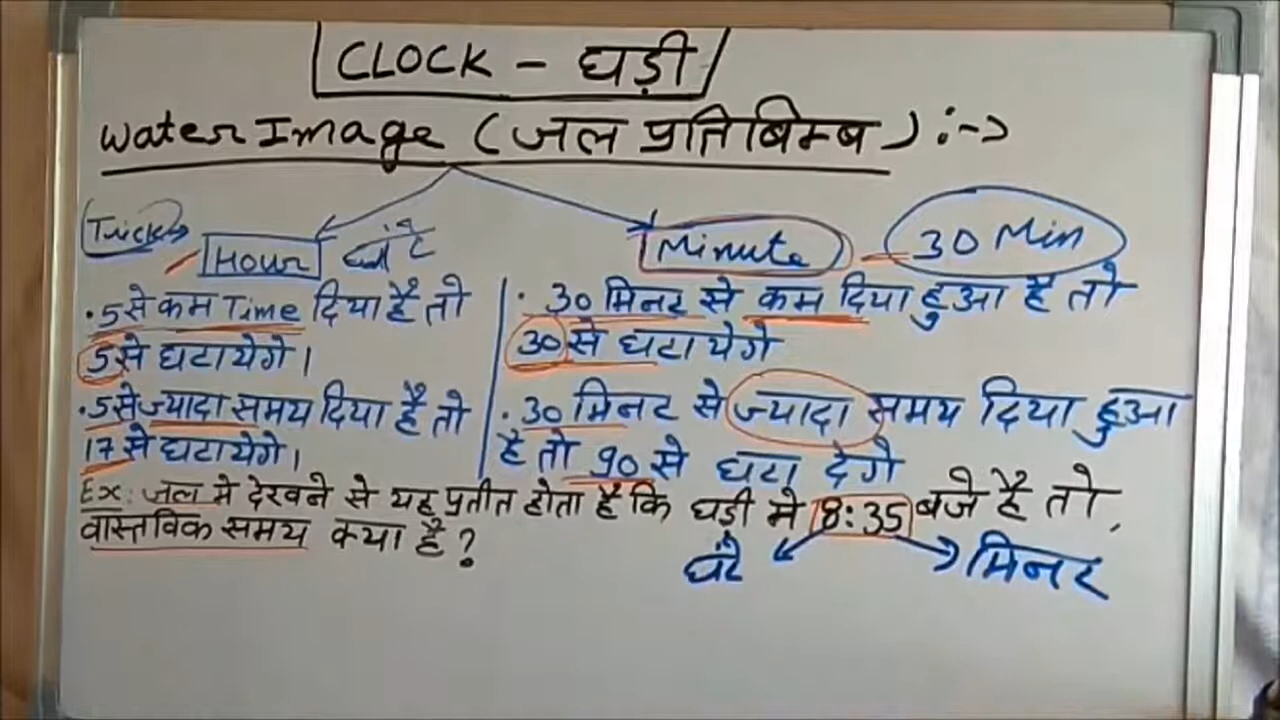 CLOCK - घड़ी
Water Image (जल प्रतिबिम्ब) :->
Trick
Hour घंटे
Minute
30 Min
.5 से कम Time दिया है तो
5 से घटायेगे।
.5 से ज्यादा समय दिया है तो
17 से घटायेगे।
. 30 मिनट से कम दिया हुआ है तो
30 से घटायेगे
. 30 मिनट से ज्यादा समय दिया हुआ
है तो 90 से घटा देगे
Ex: जल मे देखने से यह प्रतीत होता है कि घड़ी मे 8:35 बजे है तो,
वास्तविक समय क्या है ?
घंटे
मिनट